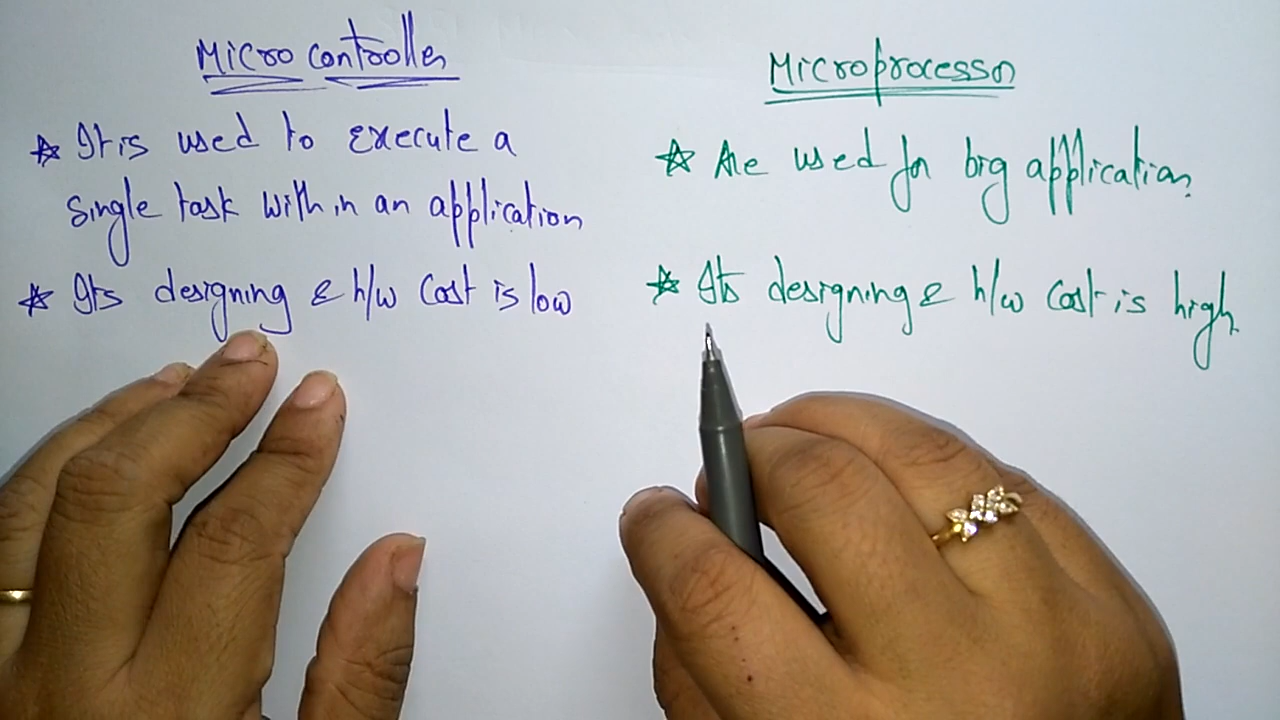 Micro controller
★ It is used to execute a
single task with in an application
★ Its designing & h/w cost is low
Microprocessor
★ Are used for big application.
★ Its designing & h/w cost is high